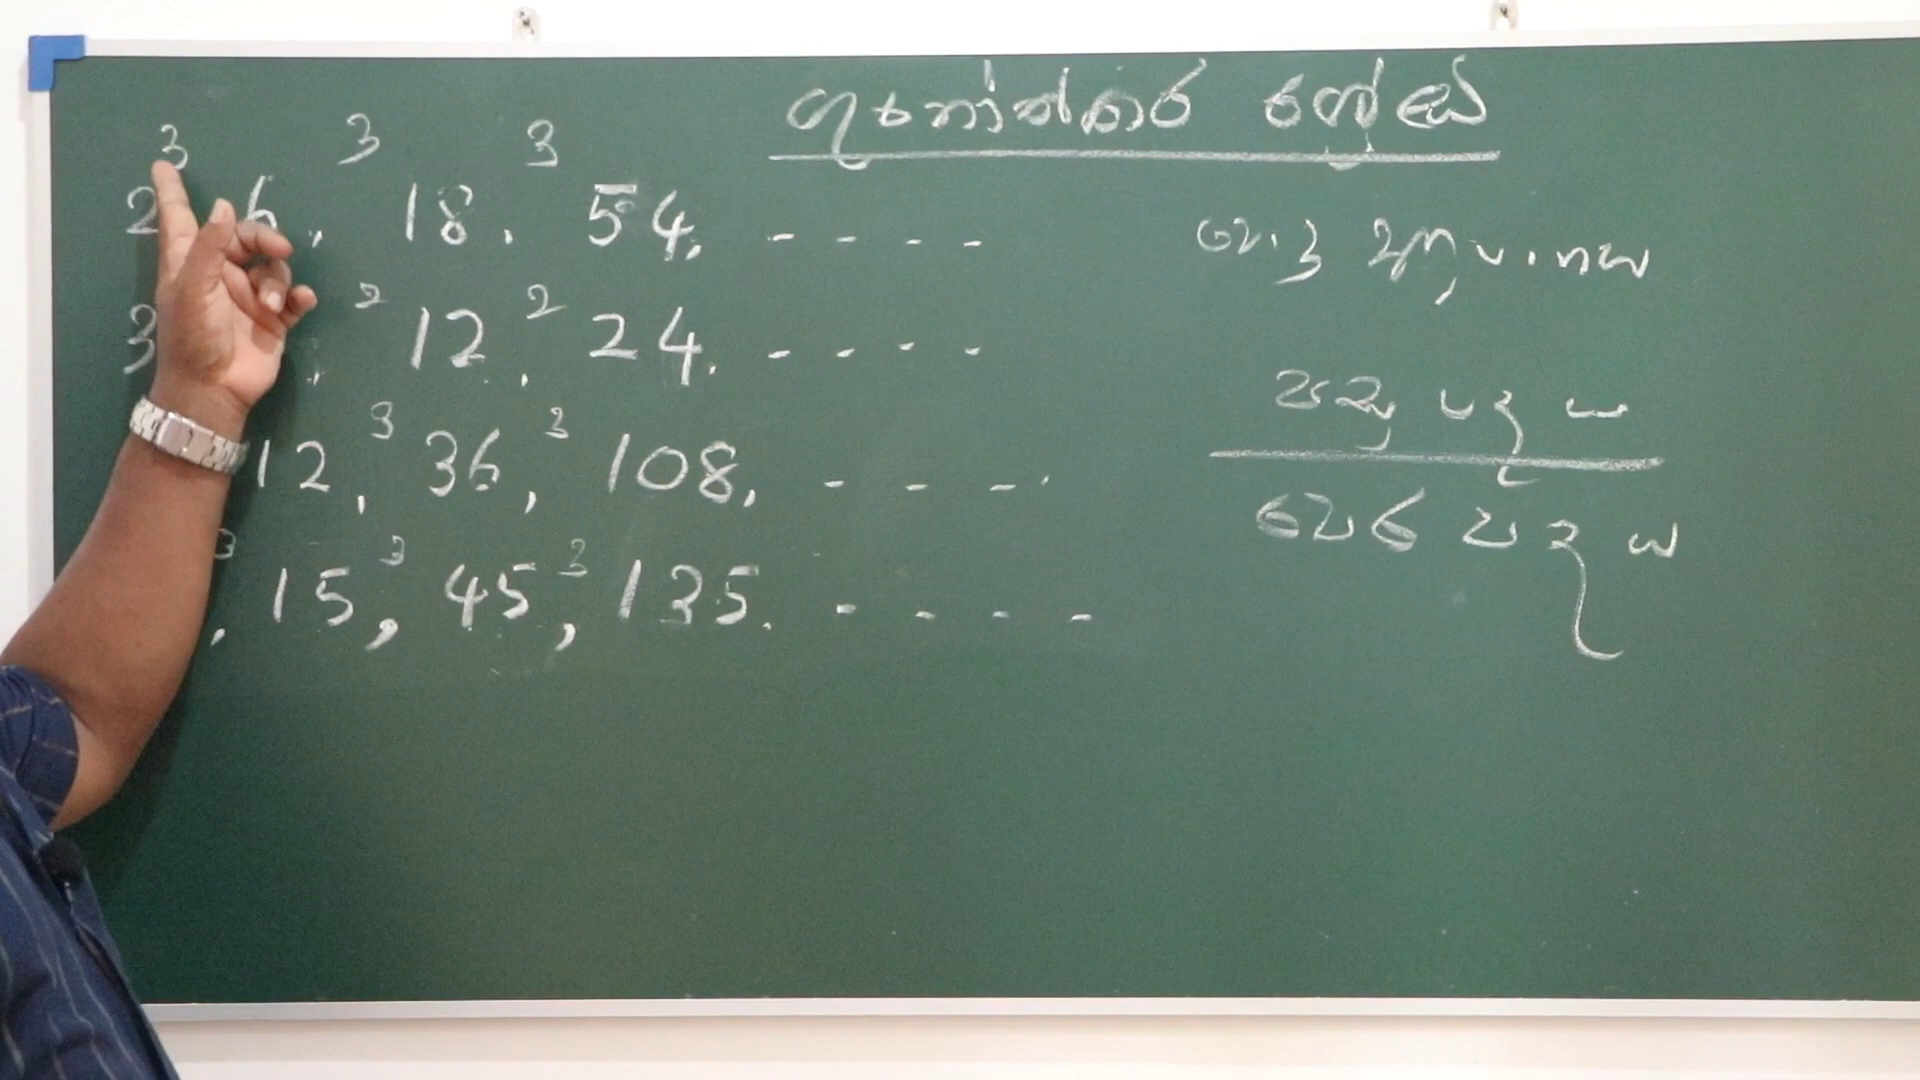 ගුණෝත්තර ශ්‍රේඪි
3 3 3
2 6, 18, 54, - - - -
පොදු අනුපාතය
2 2
3 , 12, 24, - - - -
පසු පදය
3 3
12, 36, 108, - - - -
පෙර පදය
3 3 3
, 15, 45, 135, - - - -